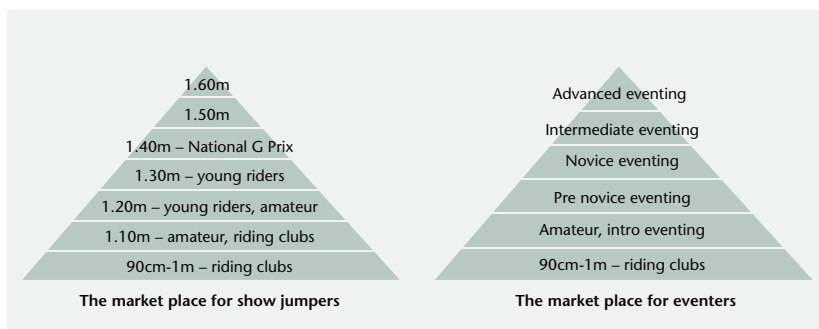 1.60m
1.50m
1.40m – National G Prix
1.30m – young riders
1.20m – young riders, amateur
1.10m – amateur, riding clubs
90cm-1m – riding clubs
The market place for show jumpers
Advanced eventing
Intermediate eventing
Novice eventing
Pre novice eventing
Amateur, intro eventing
90cm-1m – riding clubs
The market place for eventers